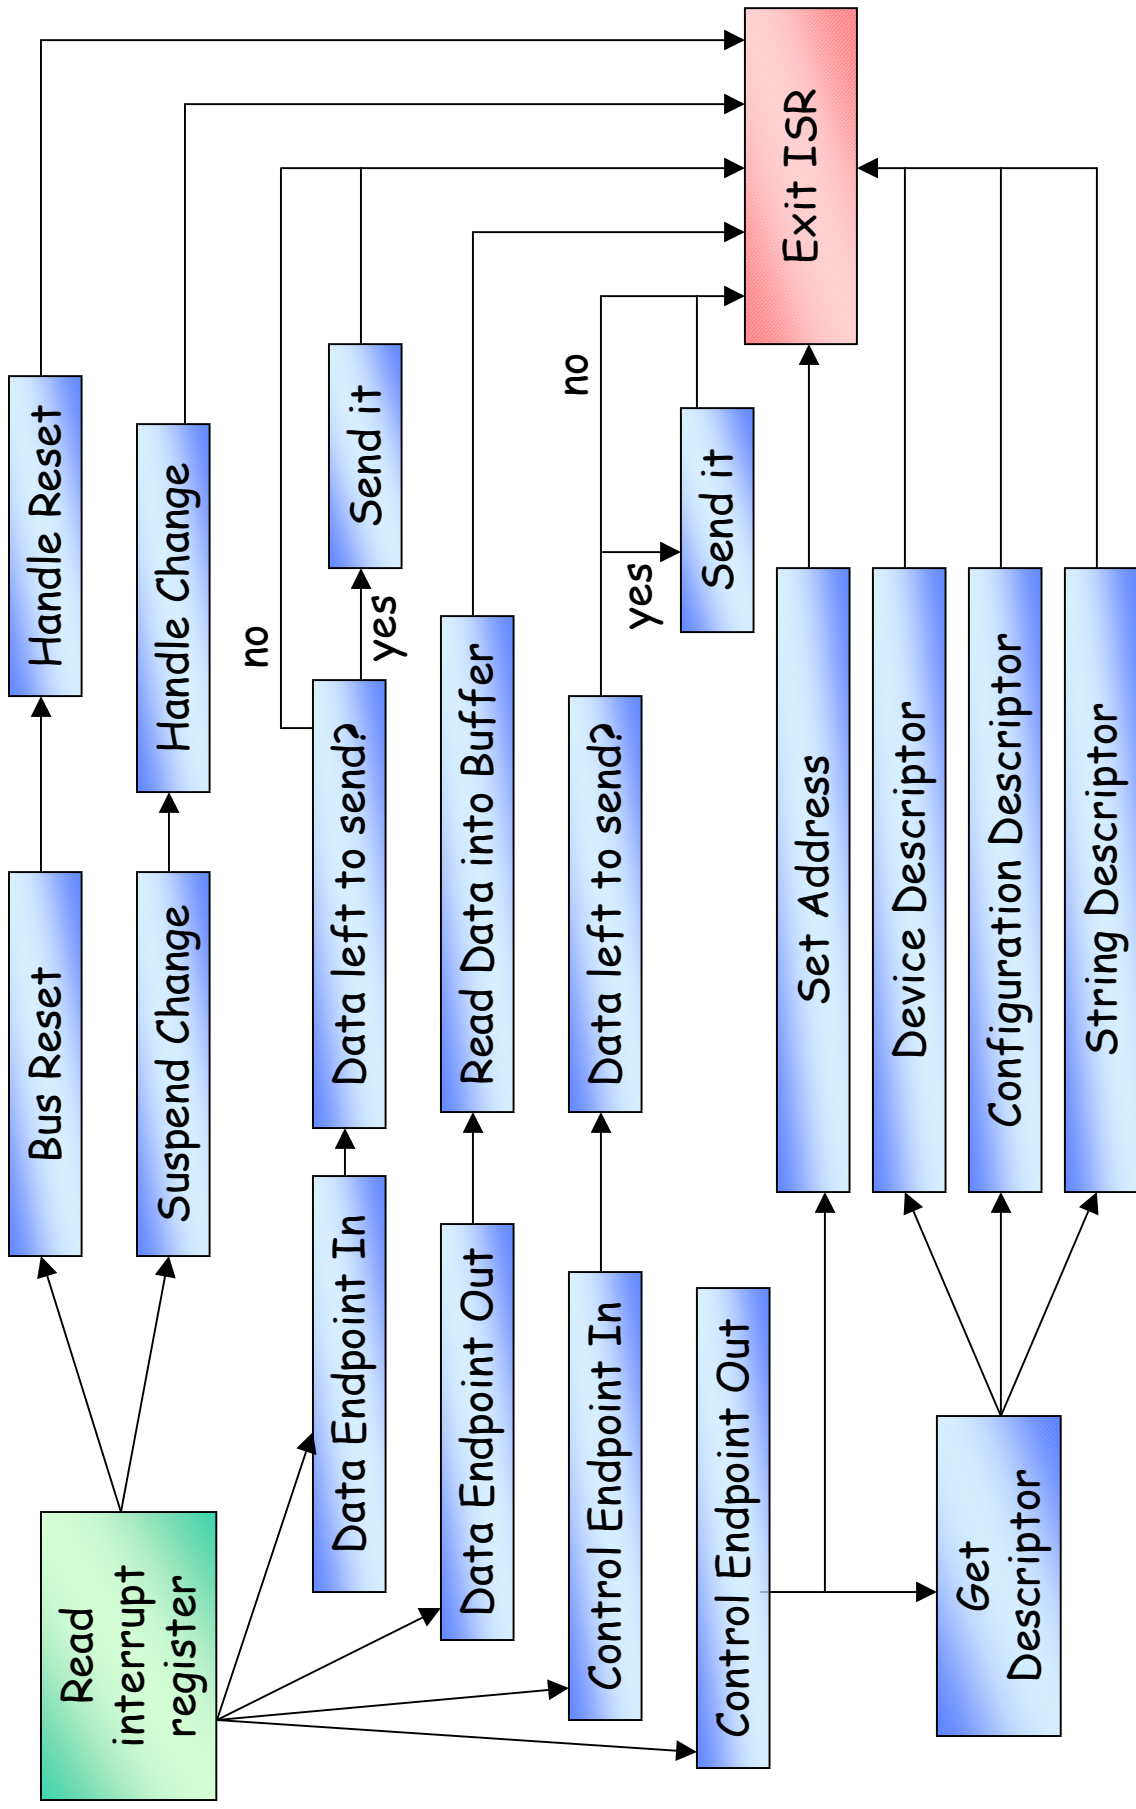 Read
interrupt
register
Bus Reset
Handle Reset
Suspend Change
Handle Change
Data Endpoint In
Data left to send?
no
yes
Send it
Data Endpoint Out
Read Data into Buffer
Control Endpoint In
Data left to send?
no
yes
Send it
Control Endpoint Out
Set Address
Get
Descriptor
Device Descriptor
Configuration Descriptor
String Descriptor
Exit ISR